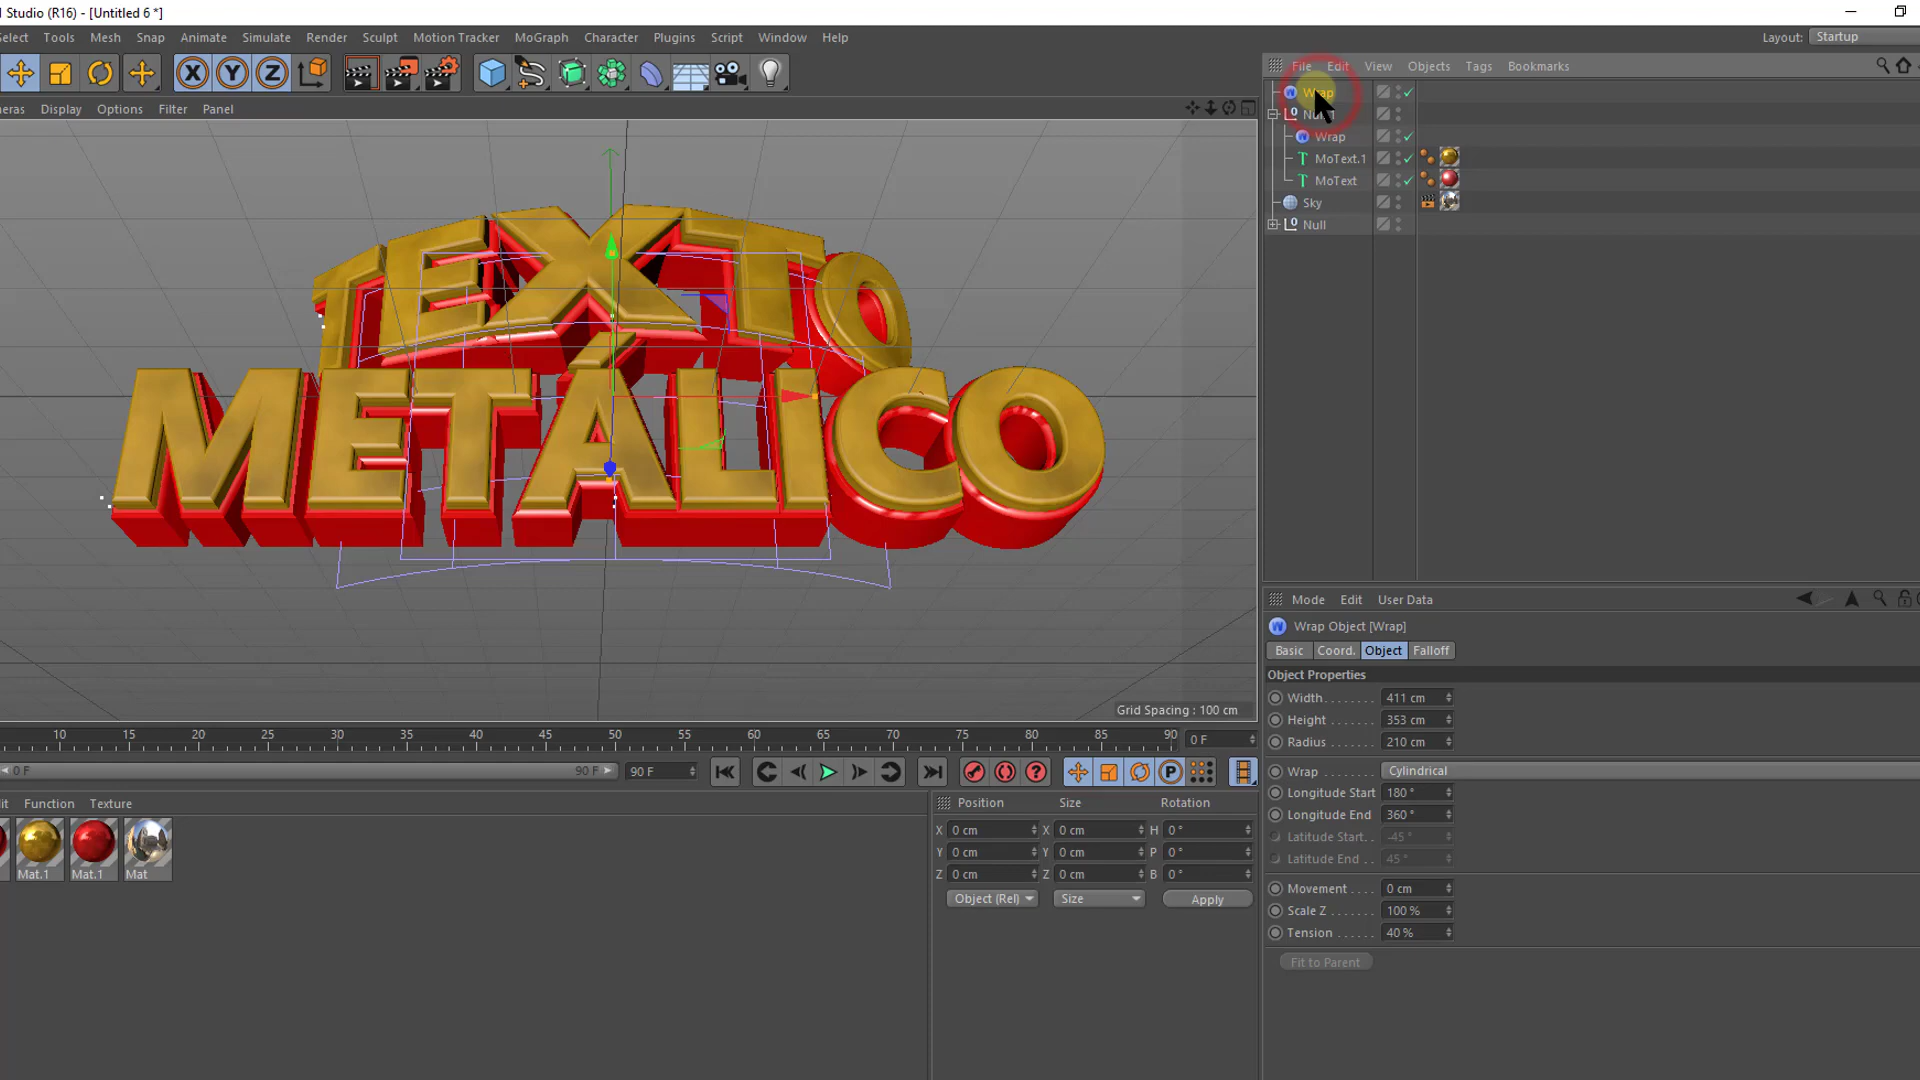 l Studio (R16) - [Untitled 6 *]
Select Tools Mesh Snap Animate Simulate Render Sculpt Motion Tracker MoGraph Character Plugins Script Window Help
Layout: Startup
X Y Z
File Edit View Objects Tags Bookmarks
eras Display Options Filter Panel
Wrap
Wrap
MoText.1
MoText
Sky
Null
TEXTO
METÁLICO
Grid Spacing : 100 cm
Mode Edit User Data
Wrap Object [Wrap]
Basic Coord. Object Falloff
Object Properties
Width 411 cm
Height 353 cm
Radius 210 cm
Wrap Cylindrical
Longitude Start 180 °
Longitude End 360 °
Latitude Start -45 °
Latitude End 45 °
Movement 0 cm
Scale Z 100 %
Tension 40 %
Fit to Parent
10 15 20 25 30 35 40 45 50 55 60 65 70 75 80 85 90 0 F
0 F 90 F 90 F
it Function Texture
Mat.1 Mat.1 Mat
Position Size Rotation
X 0 cm X 0 cm H 0 °
Y 0 cm Y 0 cm P 0 °
Z 0 cm Z 0 cm B 0 °
Object (Rel) Size Apply